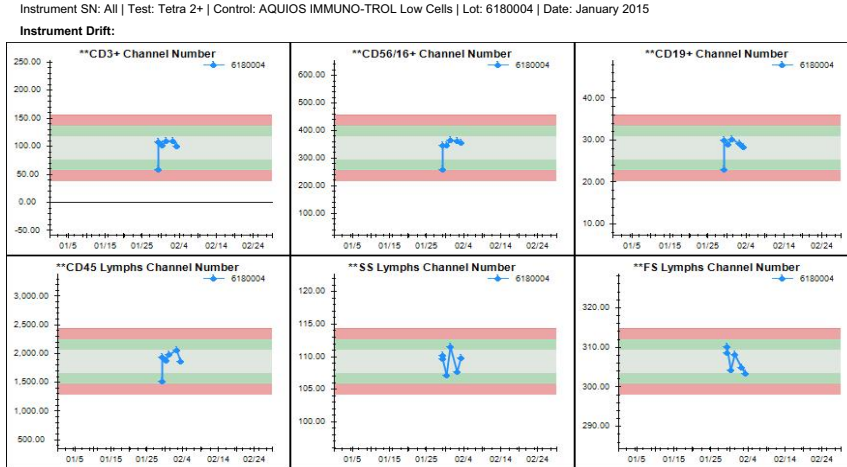 Instrument SN: All | Test: Tetra 2+ | Control: AQUIOS IMMUNO-TROL Low Cells | Lot: 6180004 | Date: January 2015
Instrument Drift:
**CD3+ Channel Number
6180004
250.00
200.00
150.00
100.00
50.00
0.00
-50.00
01/5 01/15 01/25 02/4 02/14 02/24
**CD56/16+ Channel Number
6180004
600.00
500.00
400.00
300.00
200.00
100.00
01/5 01/15 01/25 02/4 02/14 02/24
**CD19+ Channel Number
6180004
40.00
30.00
20.00
10.00
01/5 01/15 01/25 02/4 02/14 02/24
**CD45 Lymphs Channel Number
6180004
3,000.00
2,500.00
2,000.00
1,500.00
1,000.00
500.00
01/5 01/15 01/25 02/4 02/14 02/24
**SS Lymphs Channel Number
6180004
120.00
115.00
110.00
105.00
100.00
01/5 01/15 01/25 02/4 02/14 02/24
**FS Lymphs Channel Number
6180004
320.00
310.00
300.00
290.00
01/5 01/15 01/25 02/4 02/14 02/24